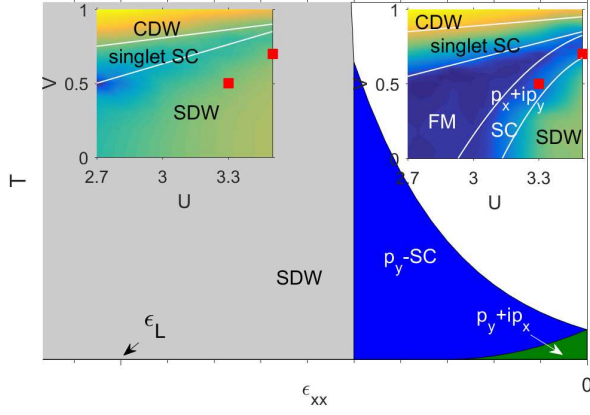 1
CDW
singlet SC
V
0.5
SDW
0
2.7 3 3.3
U
1
CDW
singlet SC
V
0.5
p_x+ip_y
FM
SC
SDW
0
2.7 3 3.3
U
T
p_y-SC
SDW
p_y+ip_x
ϵ_L
0
ϵ_xx